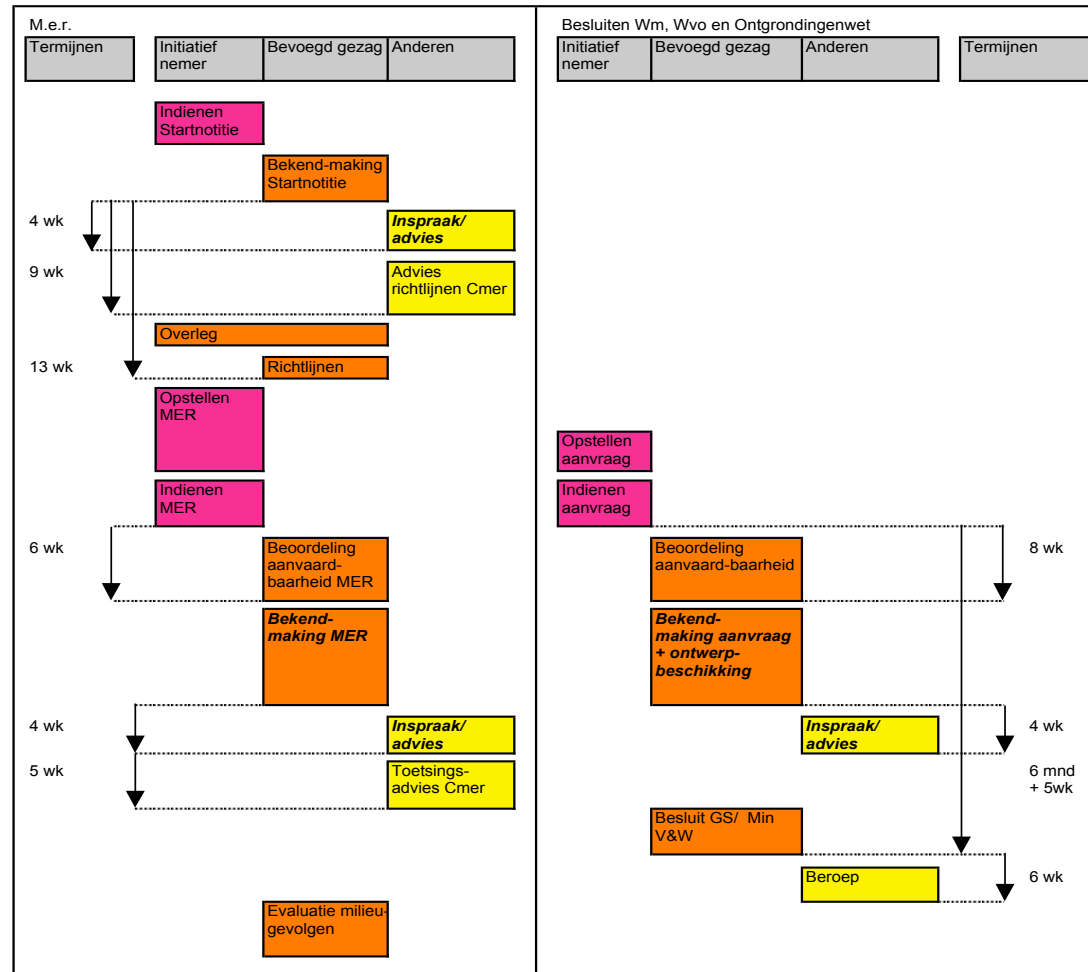 M.e.r.
Termijnen
Initiatief
nemer
Bevoegd gezag
Anderen
Indienen
Startnotitie
Bekend-making
Startnotitie
4 wk
Inspraak/
advies
9 wk
Advies
richtlijnen Cmer
Overleg
13 wk
Richtlijnen
Opstellen
MER
Indienen
MER
6 wk
Beoordeling
aanvaard-
baarheid MER
Bekend-
making MER
4 wk
Inspraak/
advies
5 wk
Toetsings-
advies Cmer
Evaluatie milieu-
gevolgen
Besluiten Wm, Wvo en Ontgrondingenwet
Initiatief
nemer
Bevoegd gezag
Anderen
Termijnen
Opstellen
aanvraag
Indienen
aanvraag
Beoordeling
aanvaard-baarheid
8 wk
Bekend-
making aanvraag
+ ontwerp-
beschikking
Inspraak/
advies
4 wk
6 mnd
+ 5wk
Besluit GS/ Min
V&W
Beroep
6 wk